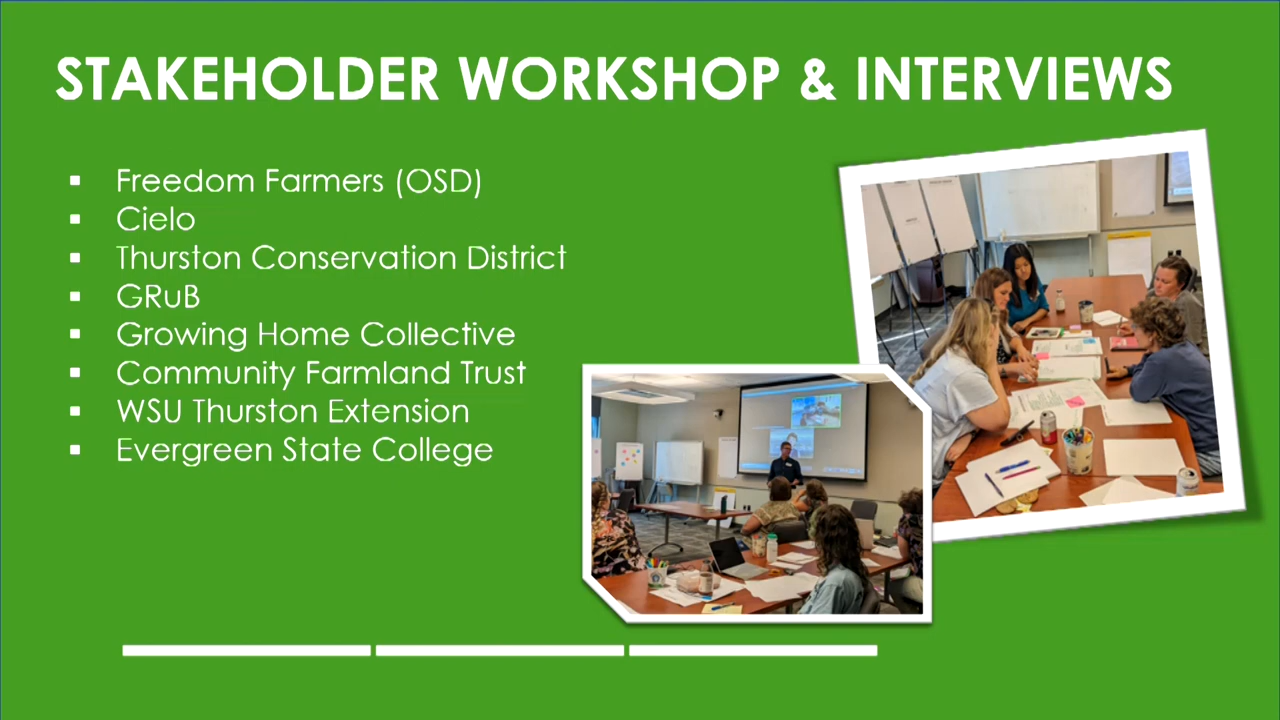 STAKEHOLDER WORKSHOP & INTERVIEWS
Freedom Farmers (OSD)
Cielo
Thurston Conservation District
GRuB
Growing Home Collective
Community Farmland Trust
WSU Thurston Extension
Evergreen State College